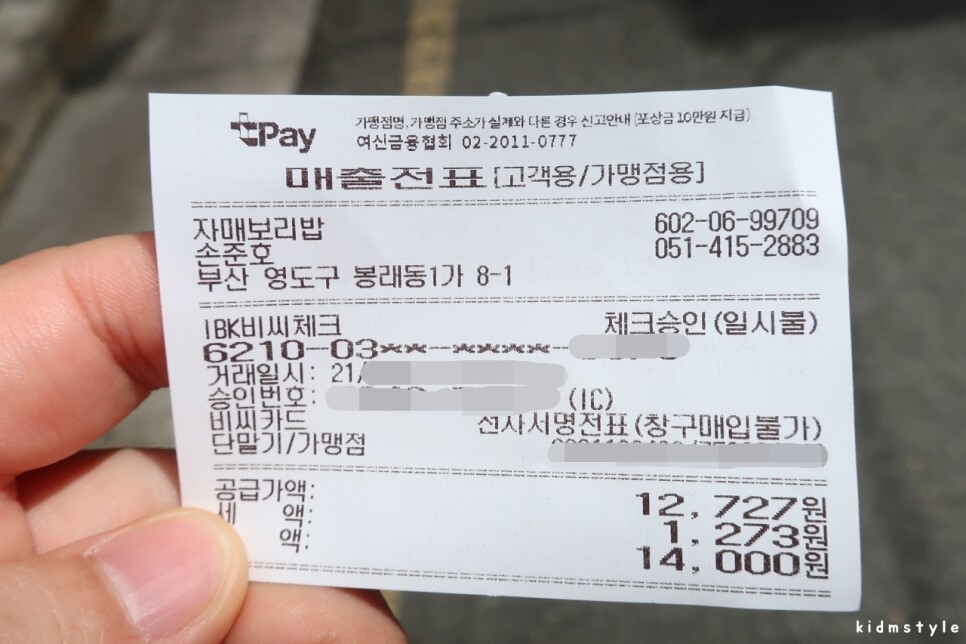 tPay
가맹점명, 가맹점 주소가 실제와 다른 경우 신고안내 (포상금 10만원 지급)
여신금융협회 02-2011-0777
매출전표[고객용/가맹점용]
자매보리밥 602-06-99709
손준호 051-415-2883
부산 영도구 봉래동1가 8-1
IBK비씨체크 체크승인(일시불)
6210-03**-****-
거래일시: 21/
승인번호: (IC)
비씨카드 전자서명전표(창구매입불가)
단말기/가맹점
공급가액: 12,727원
세 액: 1,273원
액: 14,000원
kidmstyle